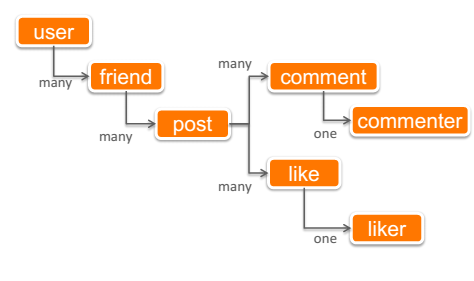 user
many
friend
many
post
many
comment
one
commenter
many
like
one
liker